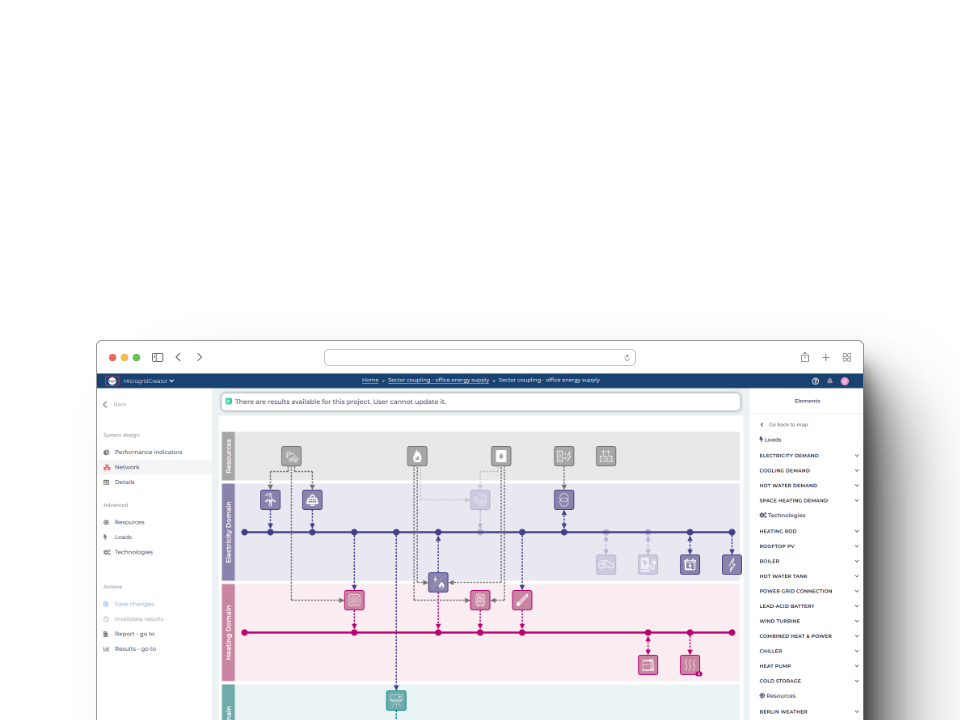 MicrogridCreator
Home » Sector coupling - office energy supply » Sector coupling - office energy supply
Back
There are results available for this project. User cannot update it.
Elements
System design
Performance indicators
Network
Details
Advanced
Resources
Loads
Technologies
Actions
Save changes
Invalidate results
Report - go to
Results - go to
Resources
Electricity Domain
Heating Domain
main
Go back to map
Loads
ELECTRICITY DEMAND
COOLING DEMAND
HOT WATER DEMAND
SPACE HEATING DEMAND
Technologies
HEATING ROD
ROOFTOP PV
BOILER
HOT WATER TANK
POWER GRID CONNECTION
LEAD-ACID BATTERY
WIND TURBINE
COMBINED HEAT & POWER
CHILLER
HEAT PUMP
COLD STORAGE
Resources
BERLIN WEATHER